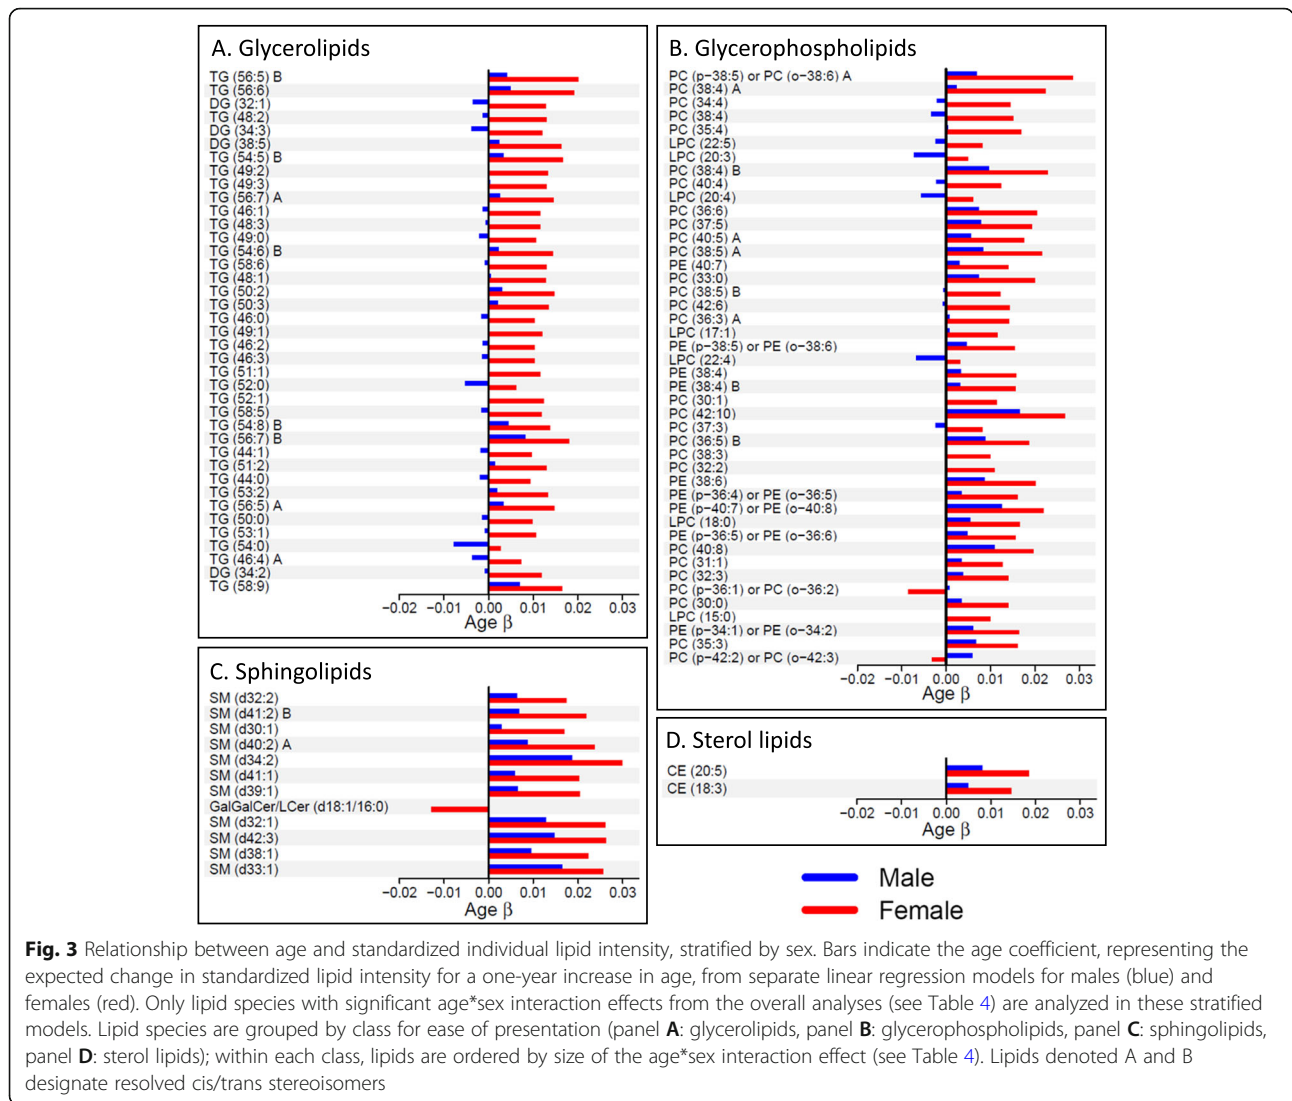 A. Glycerolipids
TG (56:5) B
TG (56:6)
DG (32:1)
TG (48:2)
DG (34:3)
DG (38:5)
TG (54:5) B
TG (49:2)
TG (49:3)
TG (56:7) A
TG (46:1)
TG (48:3)
TG (49:0)
TG (54:6) B
TG (58:6)
TG (48:1)
TG (50:2)
TG (50:3)
TG (46:0)
TG (49:1)
TG (46:2)
TG (46:3)
TG (51:1)
TG (52:0)
TG (52:1)
TG (58:5)
TG (54:8) B
TG (56:7) B
TG (44:1)
TG (51:2)
TG (44:0)
TG (53:2)
TG (56:5) A
TG (50:0)
TG (53:1)
TG (54:0)
TG (46:4) A
DG (34:2)
TG (58:9)
−0.02 −0.01 0.00 0.01 0.02 0.03
Age β
B. Glycerophospholipids
PC (p−38:5) or PC (o−38:6) A
PC (38:4) A
PC (34:4)
PC (38:4)
PC (35:4)
LPC (22:5)
LPC (20:3)
PC (38:4) B
PC (40:4)
LPC (20:4)
PC (36:6)
PC (37:5)
PC (40:5) A
PC (38:5) A
PE (40:7)
PC (33:0)
PC (38:5) B
PC (42:6)
PC (36:3) A
LPC (17:1)
PE (p−38:5) or PE (o−38:6)
LPC (22:4)
PE (38:4)
PE (38:4) B
PC (30:1)
PC (42:10)
PC (37:3)
PC (36:5) B
PC (38:3)
PC (32:2)
PE (38:6)
PE (p−36:4) or PE (o−36:5)
PE (p−40:7) or PE (o−40:8)
LPC (18:0)
PE (p−36:5) or PE (o−36:6)
PC (40:8)
PC (31:1)
PC (32:3)
PC (p−36:1) or PC (o−36:2)
PC (30:0)
LPC (15:0)
PE (p−34:1) or PE (o−34:2)
PC (35:3)
PC (p−42:2) or PC (o−42:3)
−0.02 −0.01 0.00 0.01 0.02 0.03
Age β
C. Sphingolipids
SM (d32:2)
SM (d41:2) B
SM (d30:1)
SM (d40:2) A
SM (d34:2)
SM (d41:1)
SM (d39:1)
GalGalCer/LCer (d18:1/16:0)
SM (d32:1)
SM (d42:3)
SM (d38:1)
SM (d33:1)
−0.02 −0.01 0.00 0.01 0.02 0.03
Age β
D. Sterol lipids
CE (20:5)
CE (18:3)
−0.02 −0.01 0.00 0.01 0.02 0.03
Age β
Male
Female
Fig. 3 Relationship between age and standardized individual lipid intensity, stratified by sex. Bars indicate the age coefficient, representing the
expected change in standardized lipid intensity for a one-year increase in age, from separate linear regression models for males (blue) and
females (red). Only lipid species with significant age*sex interaction effects from the overall analyses (see Table 4) are analyzed in these stratified
models. Lipid species are grouped by class for ease of presentation (panel A: glycerolipids, panel B: glycerophospholipids, panel C: sphingolipids,
panel D: sterol lipids); within each class, lipids are ordered by size of the age*sex interaction effect (see Table 4). Lipids denoted A and B
designate resolved cis/trans stereoisomers